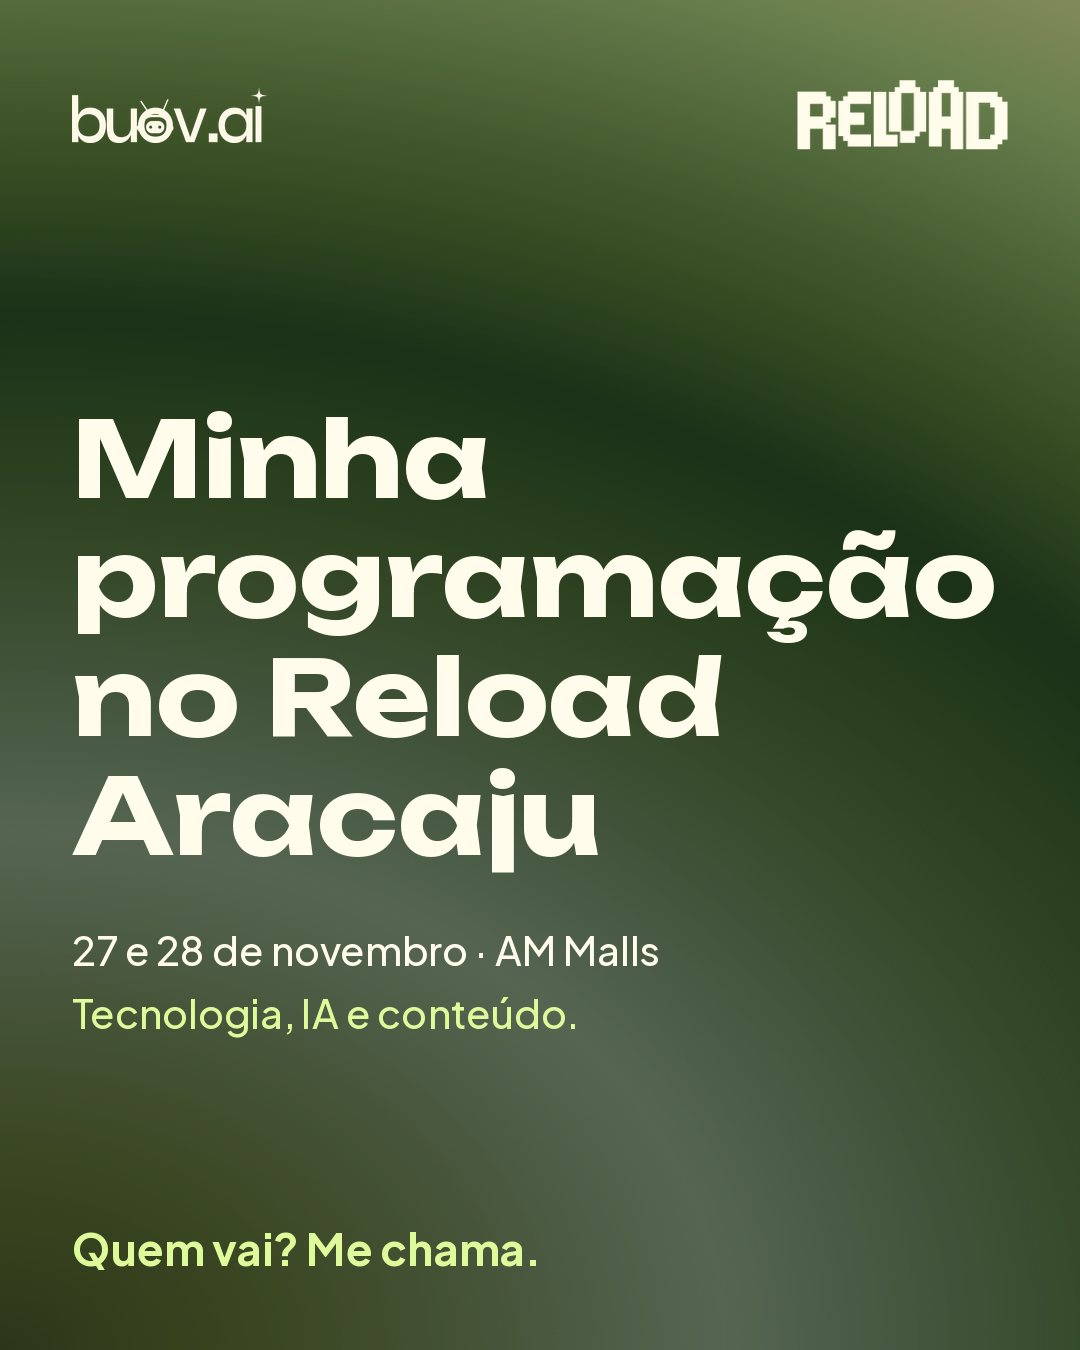 buov.ai
RELOAD
Minha
programação
no Reload
Aracaju
27 e 28 de novembro · AM Malls
Tecnologia, IA e conteúdo.
Quem vai? Me chama.